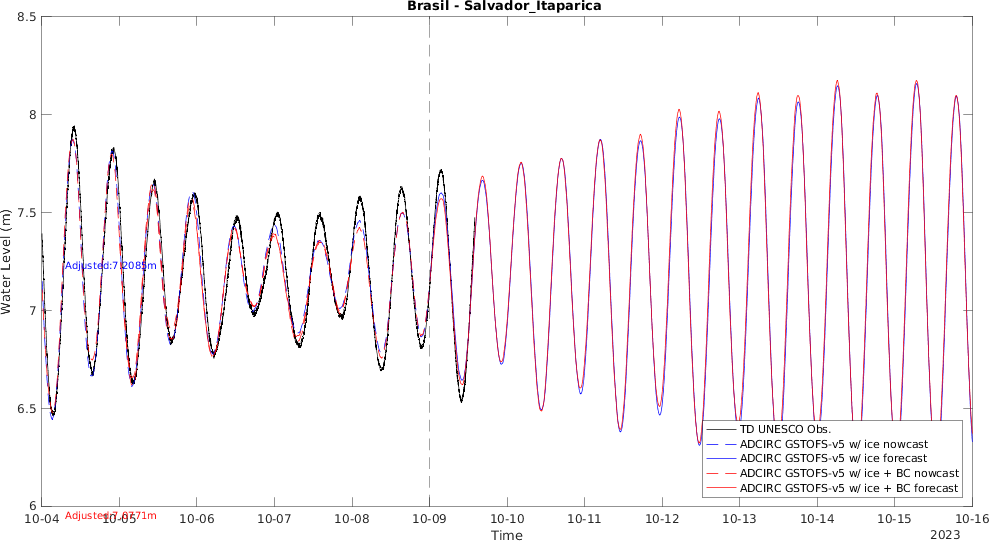 Brasil - Salvador_Itaparica
8.5
8
7.5
7
6.5
6
Water Level (m)
Adjusted:7.2085m
TD UNESCO Obs.
ADCIRC GSTOFS-v5 w/ ice nowcast
ADCIRC GSTOFS-v5 w/ ice forecast
ADCIRC GSTOFS-v5 w/ ice + BC nowcast
ADCIRC GSTOFS-v5 w/ ice + BC forecast
10-04 10-05 10-06 10-07 10-08 10-09 10-10 10-11 10-12 10-13 10-14 10-15 10-16
Time
2023